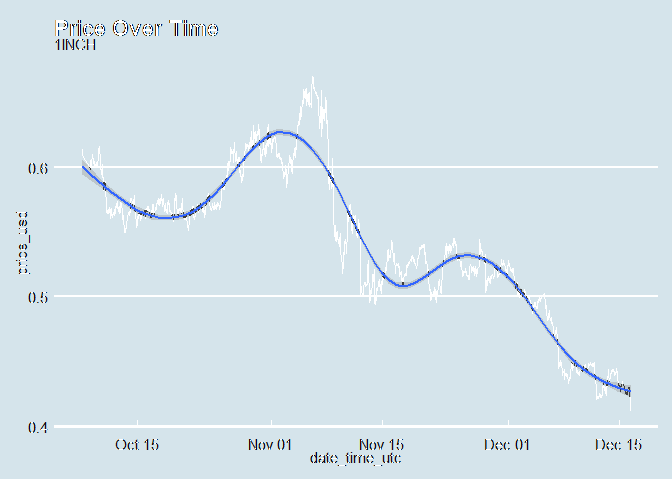 Price Over Time
1INCH
0.6
0.5
0.4
price_usd
Oct 15
Nov 01
Nov 15
Dec 01
Dec 15
date_time_utc